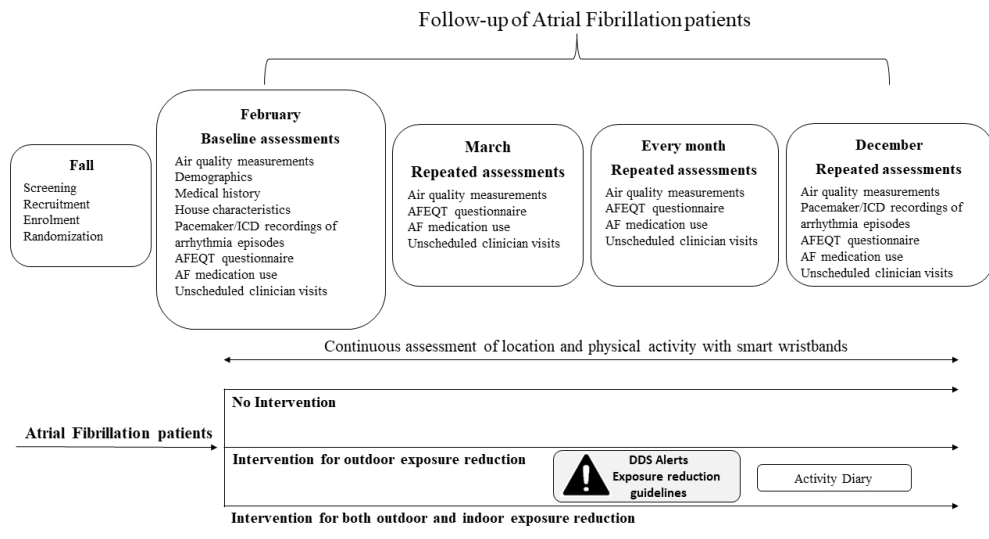 Follow-up of Atrial Fibrillation patients
Fall
Screening
Recruitment
Enrolment
Randomization
February
Baseline assessments
Air quality measurements
Demographics
Medical history
House characteristics
Pacemaker/ICD recordings of
arrhythmia episodes
AFEQT questionnaire
AF medication use
Unscheduled clinician visits
March
Repeated assessments
Air quality measurements
AFEQT questionnaire
AF medication use
Unscheduled clinician visits
Every month
Repeated assessments
Air quality measurements
AFEQT questionnaire
AF medication use
Unscheduled clinician visits
December
Repeated assessments
Air quality measurements
Pacemaker/ICD recordings of
arrhythmia episodes
AFEQT questionnaire
AF medication use
Unscheduled clinician visits
Continuous assessment of location and physical activity with smart wristbands
No Intervention
Atrial Fibrillation patients
Intervention for outdoor exposure reduction
DDS Alerts
Exposure reduction
guidelines
Activity Diary
Intervention for both outdoor and indoor exposure reduction